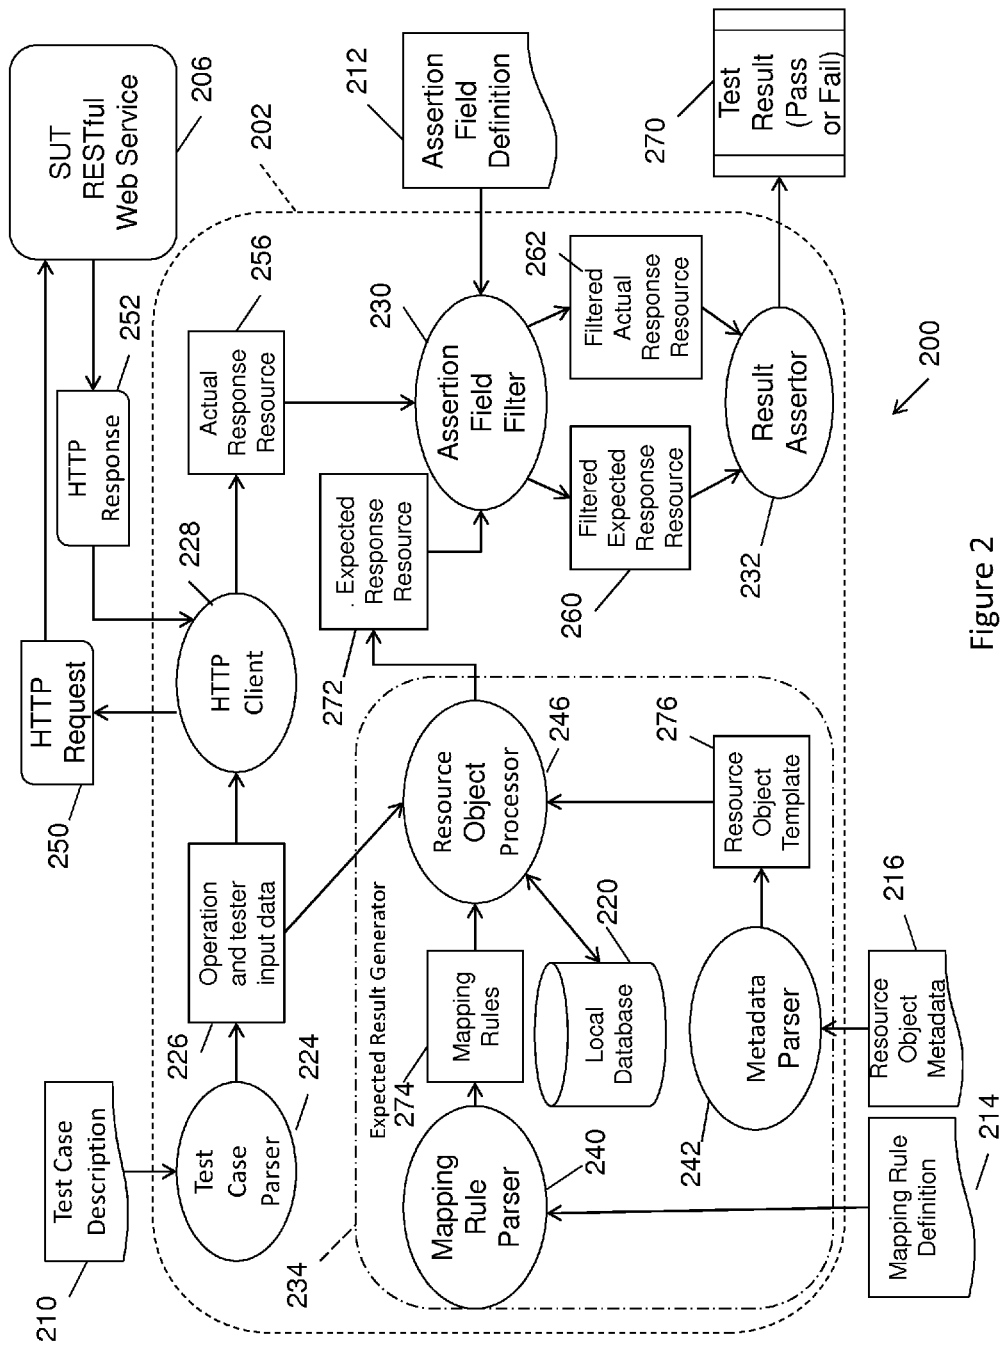 210
Test Case
Description
Test
Case
Parser
224
226
Operation
and tester
input data
250
HTTP
Request
HTTP
Client
228
HTTP
Response
252
SUT
RESTful
Web Service
206
202
Actual
Response
Resource
256
212
Assertion
Field
Definition
230
Assertion
Field
Filter
272
. Expected
Response
Resource
262
Filtered
Actual
Response
Resource
260
Filtered
Expected
Response
Resource
Result
Assertor
232
270
Test
Result
(Pass
or Fail)
234
Expected Result Generator
Mapping
Rule
Parser
240
274
Mapping
Rules
Resource
Object
Processor
246
Local
Database
220
242
Metadata
Parser
276
Resource
Object
Template
Mapping Rule
Definition
214
Resource
Object
Metadata
216
200
Figure 2